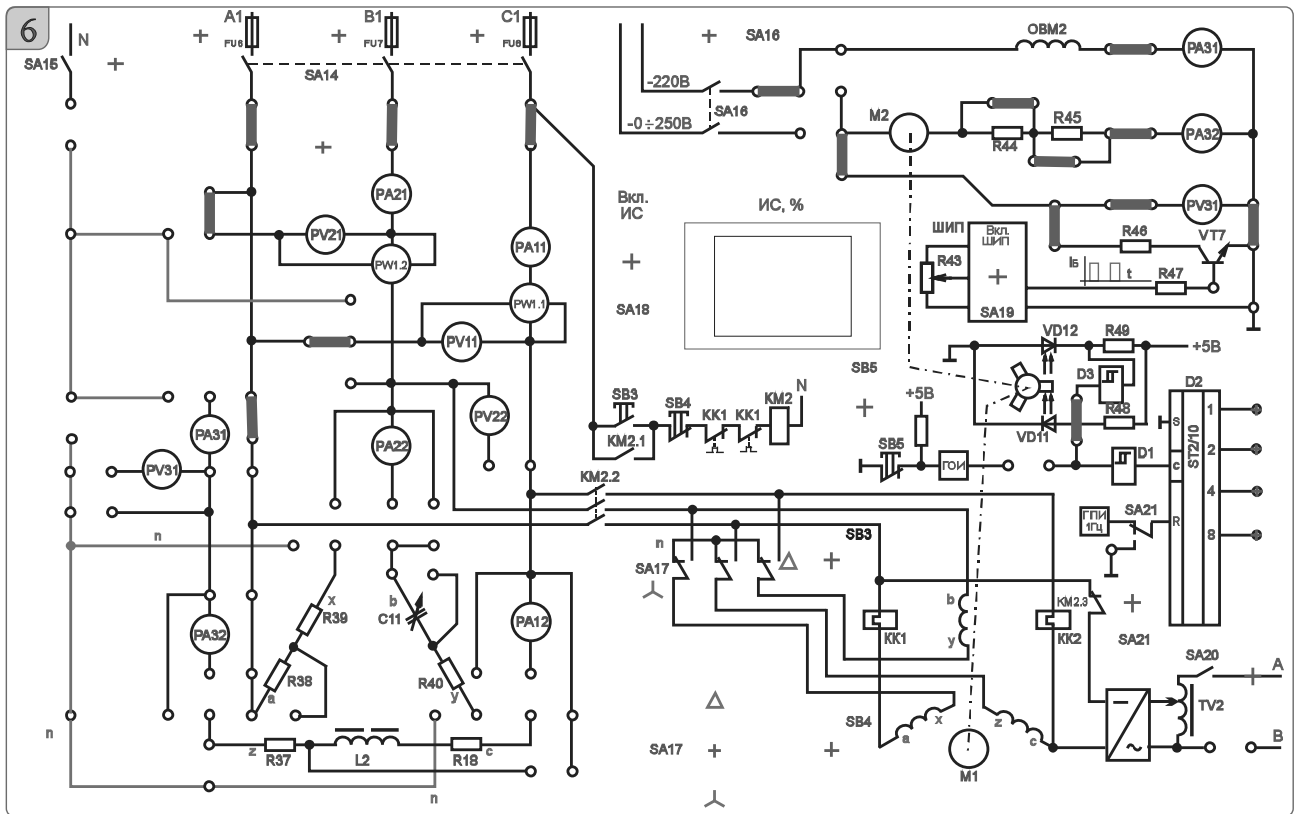 6
N
A1
B1
C1
FU6
FU7
FU8
SA15
SA14
SA16
-220В
-0÷250В
SA16
ОВМ2
PA31
M2
R44
R45
PA32
PV31
R46
VT7
R47
Iб
t
ШИП
R43
Вкл.
ШИП
SA19
Вкл.
ИС
ИС, %
SA18
PA21
PV21
PW1.2
PA11
PW1.1
PV11
PV22
PA22
PA31
PV31
PA32
PA12
n
n
n
SB3
SB4
KK1
KK1
KM2
N
KM2.1
KM2.2
SB5
+5В
SB5
ГОИ
VD12
R49
+5В
D3
R48
VD11
D1
D2
ST2/10
S
c
R
1
2
4
8
ГПИ
1Гц
SA21
SB3
n
SA17
b
y
KK1
KM2.3
KK2
SA21
SA20
A
TV2
B
SB4
SA17
x
a
z
c
M1
x
R39
R38
a
b
C11
R40
y
z
R37
L2
R18
c